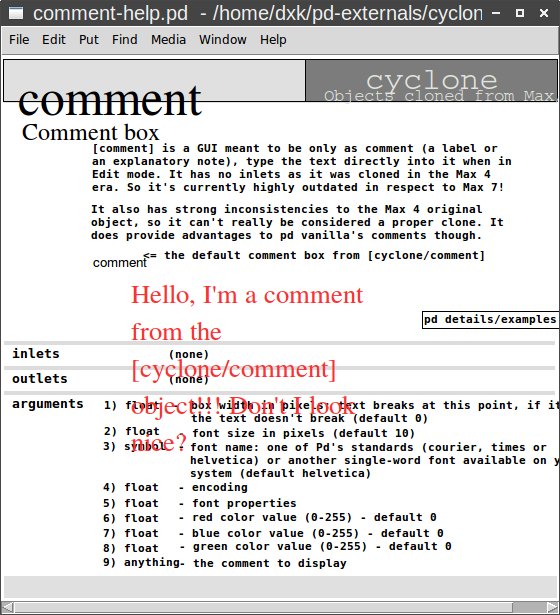 comment-help.pd - /home/dxk/pd-externals/cyclon
File Edit Put Find Media Window Help
comment
cyclone
Objects cloned from Max
Comment box
[comment] is a GUI meant to be only as comment (a label or
an explanatory note), type the text directly into it when in
Edit mode. It has no inlets as it was cloned in the Max 4
era. So it's currently highly outdated in respect to Max 7!
It also has strong inconsistencies to the Max 4 original
object, so it can't really be considered a proper clone. It
does provide advantages to pd vanilla's comments though.
<= the default comment box from [cyclone/comment]
comment
Hello, I'm a comment
from the
[cyclone/comment]
object!!! Don't I look
nice?
pd details/examples
inlets (none)
outlets (none)
arguments
1) float - box width in pixels, text breaks at this point, if it
the text doesn't break (default 0)
2) float - font size in pixels (default 10)
3) symbol - font name: one of Pd's standards (courier, times or
helvetica) or another single-word font available on y
system (default helvetica)
4) float - encoding
5) float - font properties
6) float - red color value (0-255) - default 0
7) float - blue color value (0-255) - default 0
8) float - green color value (0-255) - default 0
9) anything- the comment to display